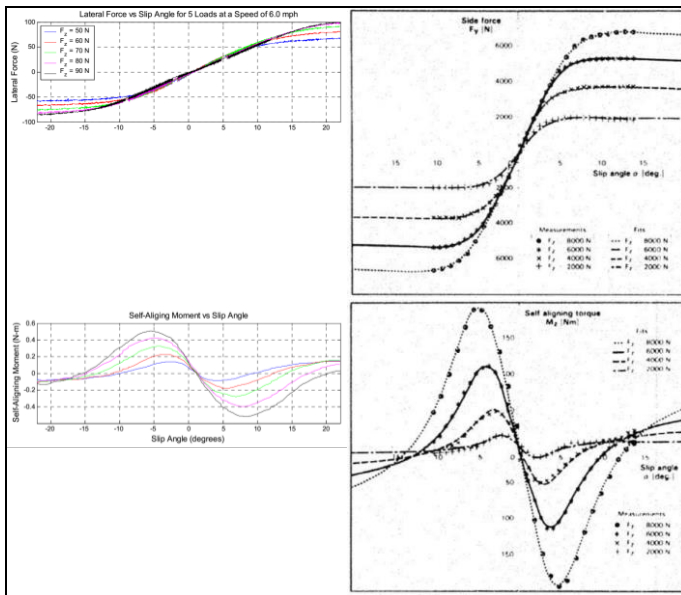 Lateral Force vs Slip Angle for 5 Loads at a Speed of 6.0 mph
Lateral Force (N)
100
50
0
-50
-100
F_z = 50 N
F_z = 60 N
F_z = 70 N
F_z = 80 N
F_z = 90 N
-20 -15 -10 -5 0 5 10 15 20
Side force
F_Y [N]
6000
4000
2000
15 10 5
5 10 15
Slip angle α [deg.]
2000
4000
6000
Measurements
F_z 8000 N
F_z 6000 N
F_z 4000 N
F_z 2000 N
Fits
F_z 8000 N
F_z 6000 N
F_z 4000 N
F_z 2000 N
Self-Aligning Moment vs Slip Angle
Self-Aligning Moment (N-m)
0.6
0.4
0.2
0
-0.2
-0.4
-20 -15 -10 -5 0 5 10 15 20
Slip Angle (degrees)
Self aligning torque
M_z [Nm]
Fits
F_z 8000 N
F_z 6000 N
F_z 4000 N
F_z 2000 N
150
100
50
15 10 5
5 10
Slip angle
α [deg.]
50
100
150
Measurements
F_z 8000 N
F_z 6000 N
F_z 4000 N
F_z 2000 N